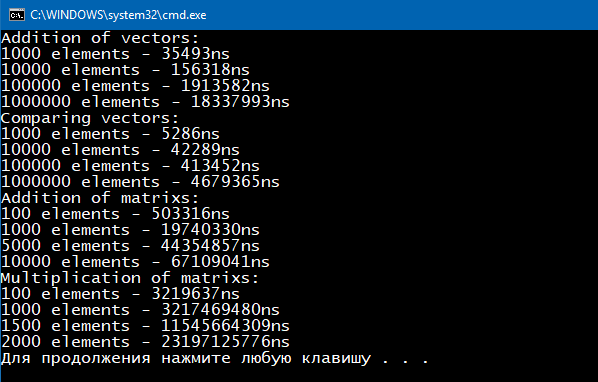 C:\WINDOWS\system32\cmd.exe
Addition of vectors:
1000 elements - 35493ns
10000 elements - 156318ns
100000 elements - 1913582ns
1000000 elements - 18337993ns
Comparing vectors:
1000 elements - 5286ns
10000 elements - 42289ns
100000 elements - 413452ns
1000000 elements - 4679365ns
Addition of matrixs:
100 elements - 503316ns
1000 elements - 19740330ns
5000 elements - 44354857ns
10000 elements - 67109041ns
Multiplication of matrixs:
100 elements - 3219637ns
1000 elements - 3217469480ns
1500 elements - 11545664309ns
2000 elements - 23197125776ns
Для продолжения нажмите любую клавишу . . .